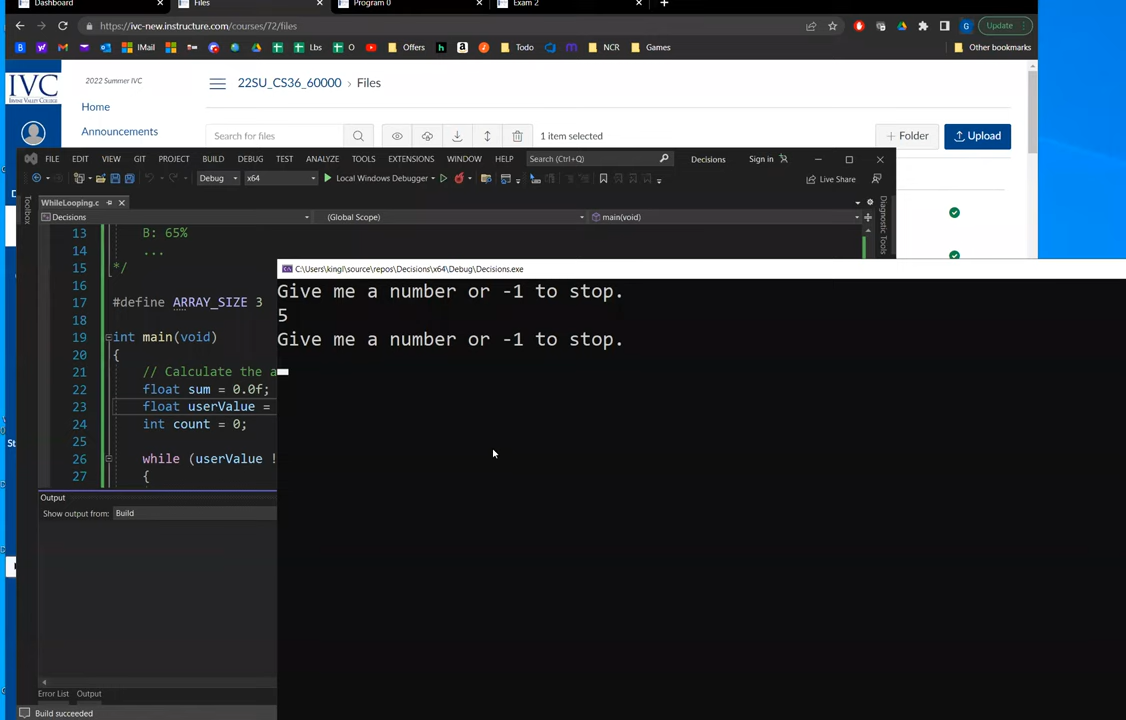 Dashboard
Files
Program 0
Exam 2
https://ivc-new.instructure.com/courses/72/files
Update
IMail
Lbs
O
Offers
Todo
NCR
Games
Other bookmarks
IVC
IRVINE VALLEY COLLEGE
2022 Summer IVC
22SU_CS36_60000 › Files
Home
Announcements
Search for files
1 item selected
+ Folder
Upload
FILE EDIT VIEW GIT PROJECT BUILD DEBUG TEST ANALYZE TOOLS EXTENSIONS WINDOW HELP Search (Ctrl+Q) Decisions Sign in
Debug x64 Local Windows Debugger Live Share
Toolbox
WhileLooping.c
Diagnostic Tools
Decisions (Global Scope) main(void)
13 B: 65%
14 ...
15 */
16
17 #define ARRAY_SIZE 3
18
19 int main(void)
20 {
21 // Calculate the a
22 float sum = 0.0f;
23 float userValue =
24 int count = 0;
25
26 while (userValue !
27 {
C:\Users\kingl\source\repos\Decisions\x64\Debug\Decisions.exe
Give me a number or -1 to stop.
5
Give me a number or -1 to stop.
Output
Show output from: Build
Error List Output
Build succeeded